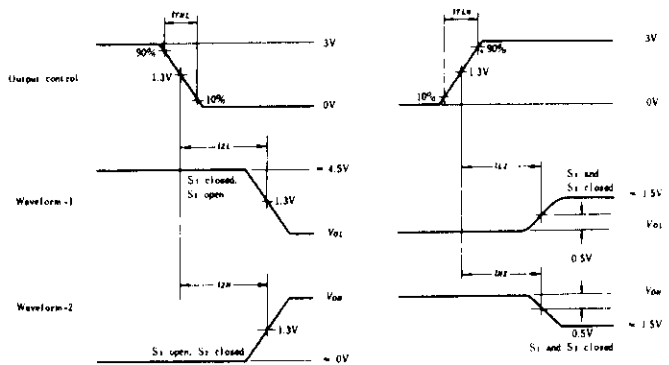 tTHL
tTLH
3V
3V
90%
90%
1.3V
1.3V
Output control
10%
10%
0V
0V
tZL
tLZ
≈ 4.5V
S1 closed,
S2 open
S1 and
S2 closed
≈ 1.5V
Waveform-1
1.3V
VOL
VOL
0.5V
tZH
tHZ
VOH
VOH
Waveform-2
1.3V
0.5V
≈ 1.5V
S1 open, S2 closed
≈ 0V
S1 and S2 closed